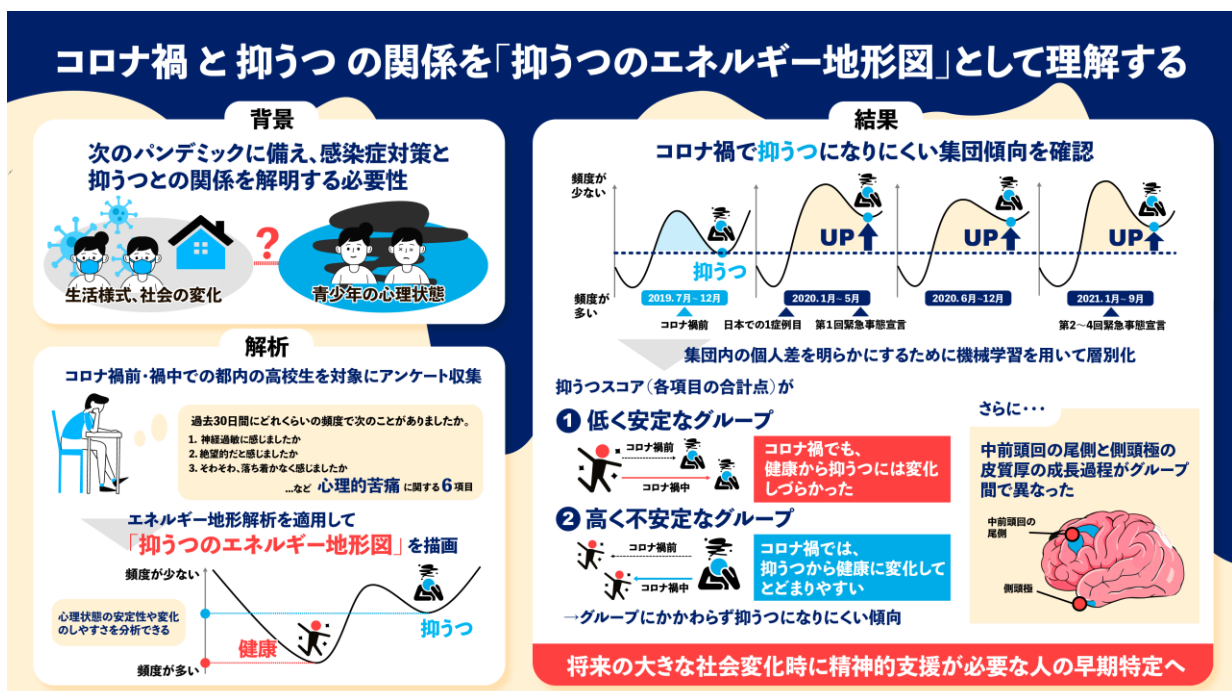 コロナ禍 と 抑うつ の関係を「抑うつのエネルギー地形図」として理解する
背景
次のパンデミックに備え、感染症対策と
抑うつとの関係を解明する必要性
?
生活様式、社会の変化
青少年の心理状態
解析
コロナ禍前・禍中での都内の高校生を対象にアンケート収集
過去30日間にどれくらいの頻度で次のことがありましたか。
1. 神経過敏に感じましたか
2. 絶望的だと感じましたか
3. そわそわ、落ち着かなく感じましたか
...など 心理的苦痛 に関する 6 項目
エネルギー地形解析を適用して
「抑うつのエネルギー地形図」を描画
頻度が少ない
心理状態の安定性や変化
のしやすさを分析できる
健康
抑うつ
頻度が多い
結果
コロナ禍で抑うつになりにくい集団傾向を確認
頻度が
少ない
UP
UP
UP
抑うつ
頻度が
多い
2019. 7月~12月
2020. 1月~5月
2020. 6月~12月
2021. 1月~9月
コロナ禍前
日本での1症例目
第1回緊急事態宣言
第2~4回緊急事態宣言
集団内の個人差を明らかにするために機械学習を用いて層別化
抑うつスコア(各項目の合計点)が
1 低く安定なグループ
コロナ禍前
コロナ禍中
コロナ禍でも、
健康から抑うつには変化
しづらかった
2 高く不安定なグループ
コロナ禍前
コロナ禍中
コロナ禍では、
抑うつから健康に変化して
とどまりやすい
→グループにかかわらず抑うつになりにくい傾向
さらに・・・
中前頭回の尾側と側頭極の
皮質厚の成長過程がグループ
間で異なった
中前頭回の
尾側
側頭極
将来の大きな社会変化時に精神的支援が必要な人の早期特定へ